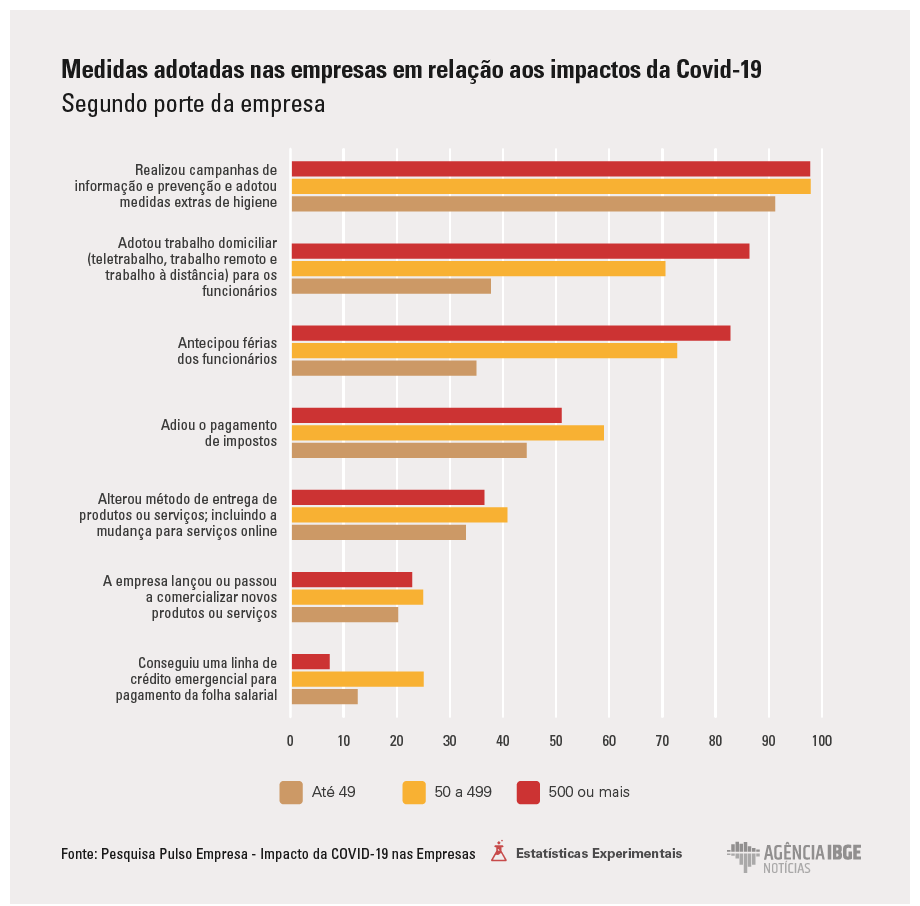 Medidas adotadas nas empresas em relação aos impactos da Covid-19
Segundo porte da empresa
Realizou campanhas de
informação e prevenção e adotou
medidas extras de higiene
Adotou trabalho domiciliar
(teletrabalho, trabalho remoto e
trabalho à distância) para os
funcionários
Antecipou férias
dos funcionários
Adiou o pagamento
de impostos
Alterou método de entrega de
produtos ou serviços; incluindo a
mudança para serviços online
A empresa lançou ou passou
a comercializar novos
produtos ou serviços
Conseguiu uma linha de
crédito emergencial para
pagamento da folha salarial
0 10 20 30 40 50 60 70 80 90 100
Até 49 50 a 499 500 ou mais
Fonte: Pesquisa Pulso Empresa - Impacto da COVID-19 nas Empresas Estatísticas Experimentais
AGÊNCIA IBGE
NOTÍCIAS